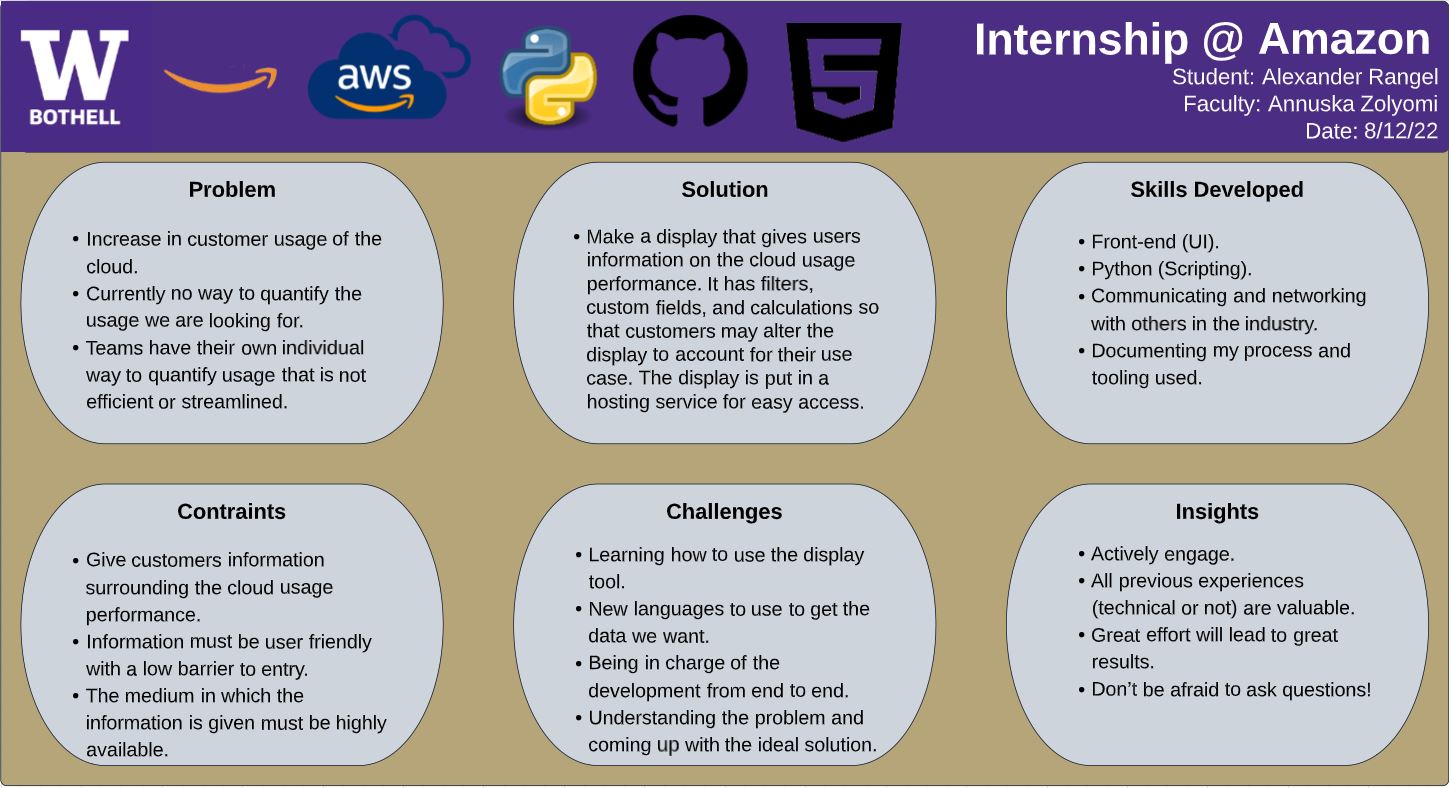 W
BOTHELL
aws
5
Internship @ Amazon
Student: Alexander Rangel
Faculty: Annuska Zolyomi
Date: 8/12/22
Problem
• Increase in customer usage of the
cloud.
• Currently no way to quantify the
usage we are looking for.
• Teams have their own individual
way to quantify usage that is not
efficient or streamlined.
Solution
• Make a display that gives users
information on the cloud usage
performance. It has filters,
custom fields, and calculations so
that customers may alter the
display to account for their use
case. The display is put in a
hosting service for easy access.
Skills Developed
• Front-end (UI).
• Python (Scripting).
• Communicating and networking
with others in the industry.
• Documenting my process and
tooling used.
Contraints
• Give customers information
surrounding the cloud usage
performance.
• Information must be user friendly
with a low barrier to entry.
• The medium in which the
information is given must be highly
available.
Challenges
• Learning how to use the display
tool.
• New languages to use to get the
data we want.
• Being in charge of the
development from end to end.
• Understanding the problem and
coming up with the ideal solution.
Insights
• Actively engage.
• All previous experiences
(technical or not) are valuable.
• Great effort will lead to great
results.
• Don’t be afraid to ask questions!